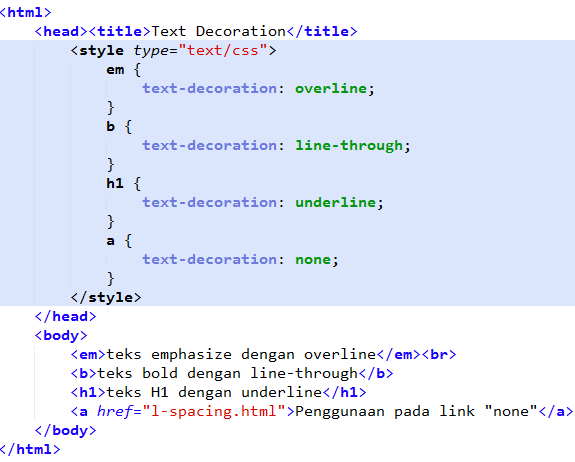 <html>
<head><title>Text Decoration</title>
<style type="text/css">
em {
text-decoration: overline;
}
b {
text-decoration: line-through;
}
h1 {
text-decoration: underline;
}
a {
text-decoration: none;
}
</style>
</head>
<body>
<em>teks emphasize dengan overline</em><br>
<b>teks bold dengan line-through</b>
<h1>teks H1 dengan underline</h1>
<a href="l-spacing.html">Penggunaan pada link "none"</a>
</body>
</html>